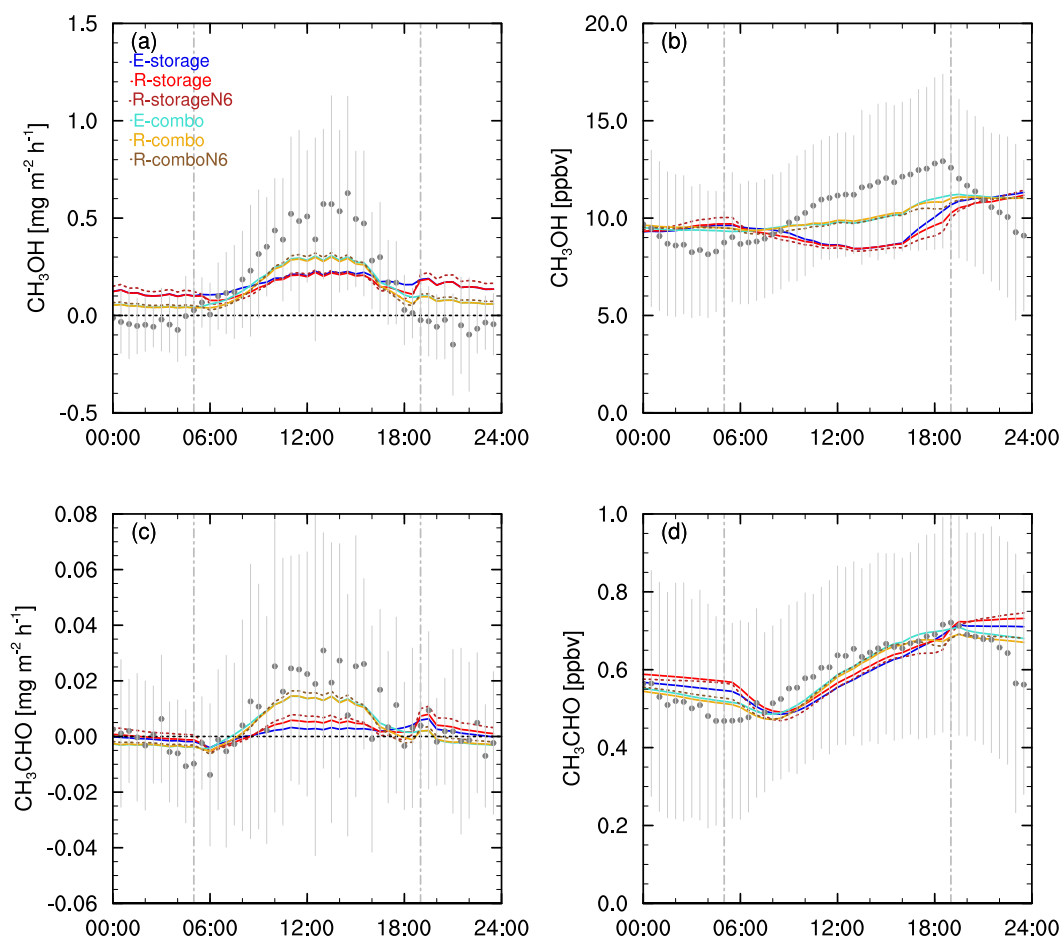 (a)
E-storage
R-storage
R-storageN6
E-combo
R-combo
R-comboN6
CH₃OH [mg m⁻² h⁻¹]
1.5
1.0
0.5
0.0
-0.5
00:00 06:00 12:00 18:00 24:00
(b)
CH₃OH [ppbv]
20.0
15.0
10.0
5.0
0.0
00:00 06:00 12:00 18:00 24:00
(c)
CH₃CHO [mg m⁻² h⁻¹]
0.08
0.06
0.04
0.02
0.00
-0.02
-0.04
-0.06
00:00 06:00 12:00 18:00 24:00
(d)
CH₃CHO [ppbv]
1.0
0.8
0.6
0.4
0.2
0.0
00:00 06:00 12:00 18:00 24:00